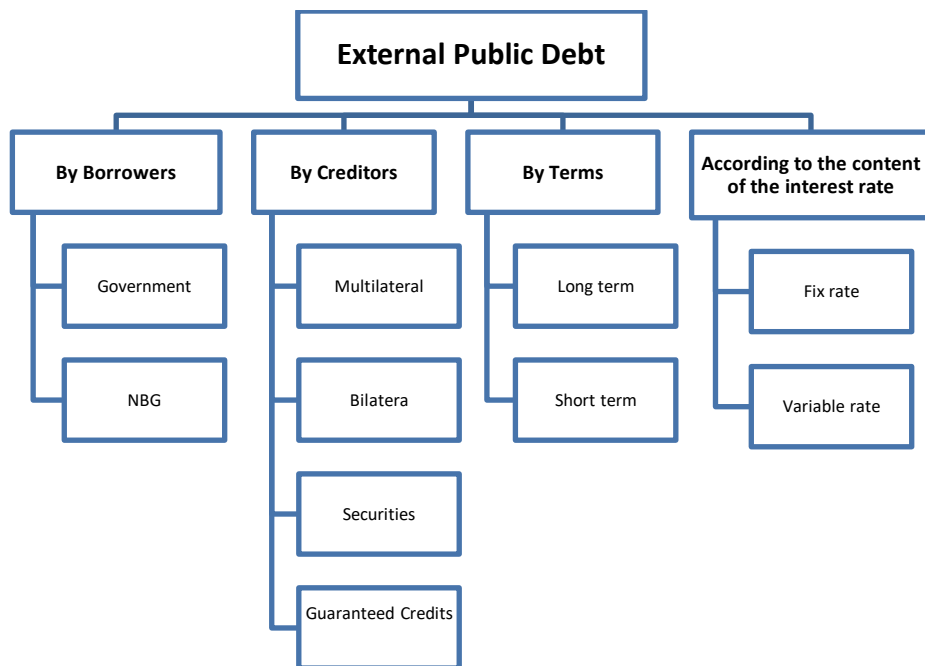 External Public Debt
By Borrowers
Government
NBG
By Creditors
Multilateral
Bilatera
Securities
Guaranteed Credits
By Terms
Long term
Short term
According to the content
of the interest rate
Fix rate
Variable rate